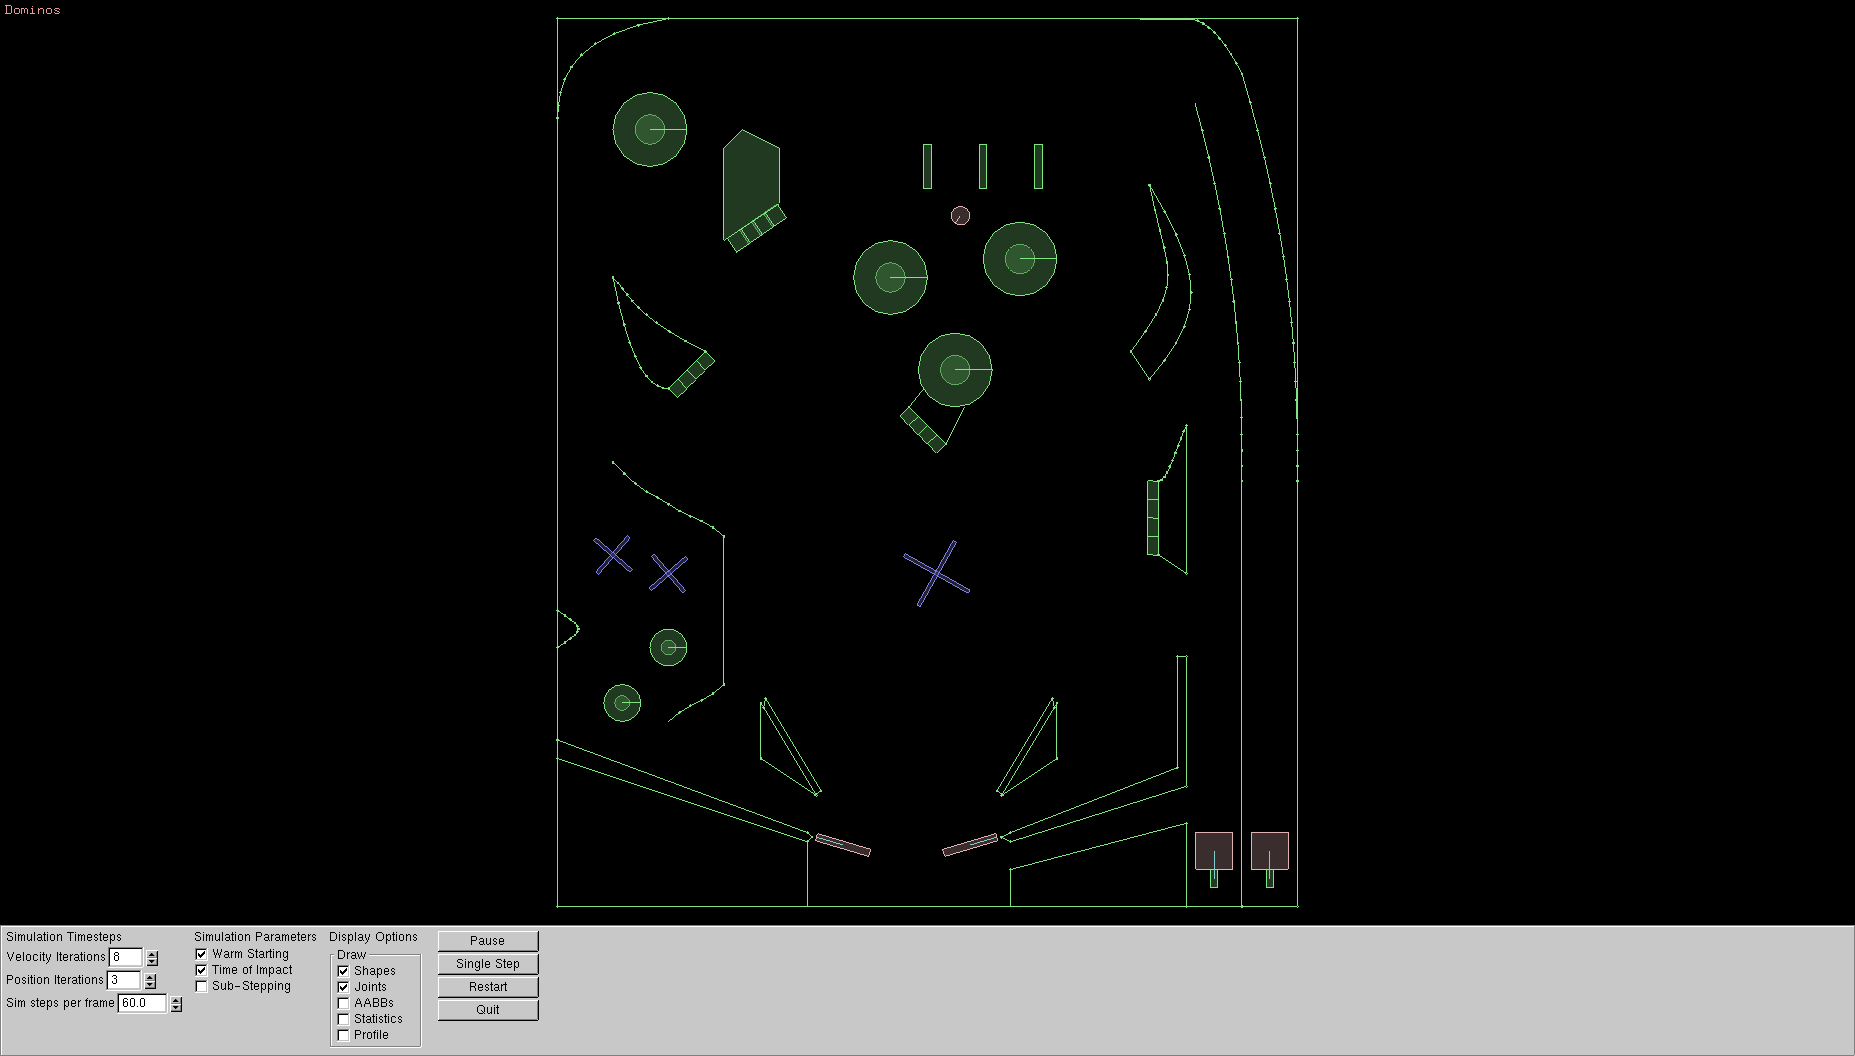 Dominos
Simulation Timesteps
Velocity Iterations 8
Position Iterations 3
Sim steps per frame 60.0
Simulation Parameters
Warm Starting
Time of Impact
Sub-Stepping
Display Options
Draw
Shapes
Joints
AABBs
Statistics
Profile
Pause
Single Step
Restart
Quit